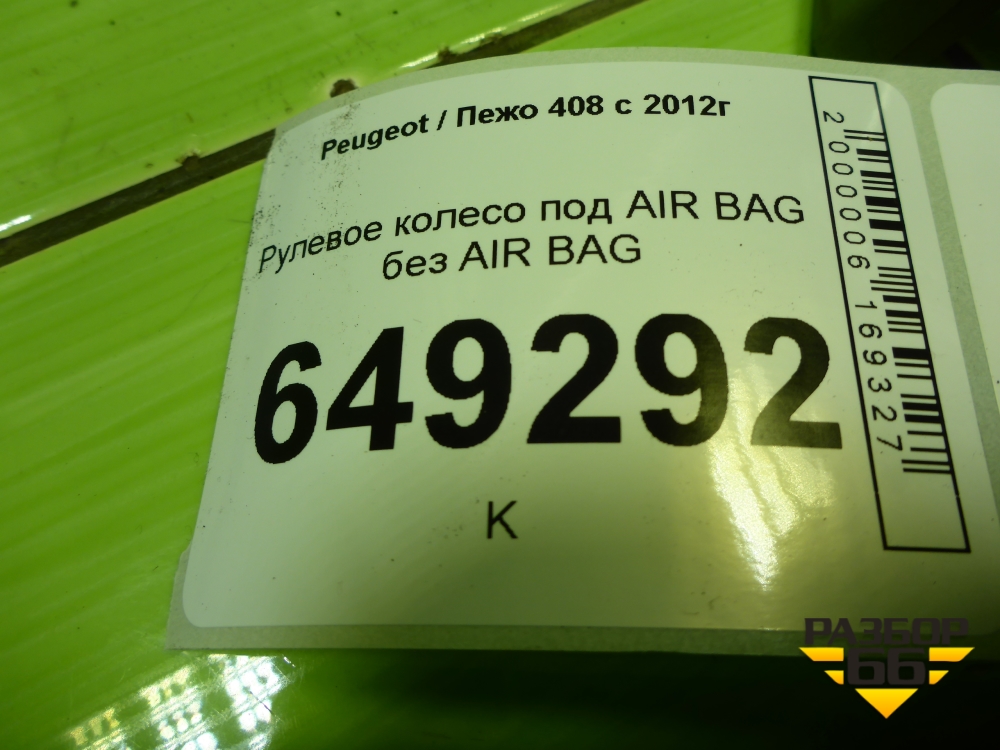 Peugeot / Пежо 408 с 2012г
Рулевое колесо под AIR BAG
без AIR BAG
649292
К
2000006169327
РАЗБОР
66